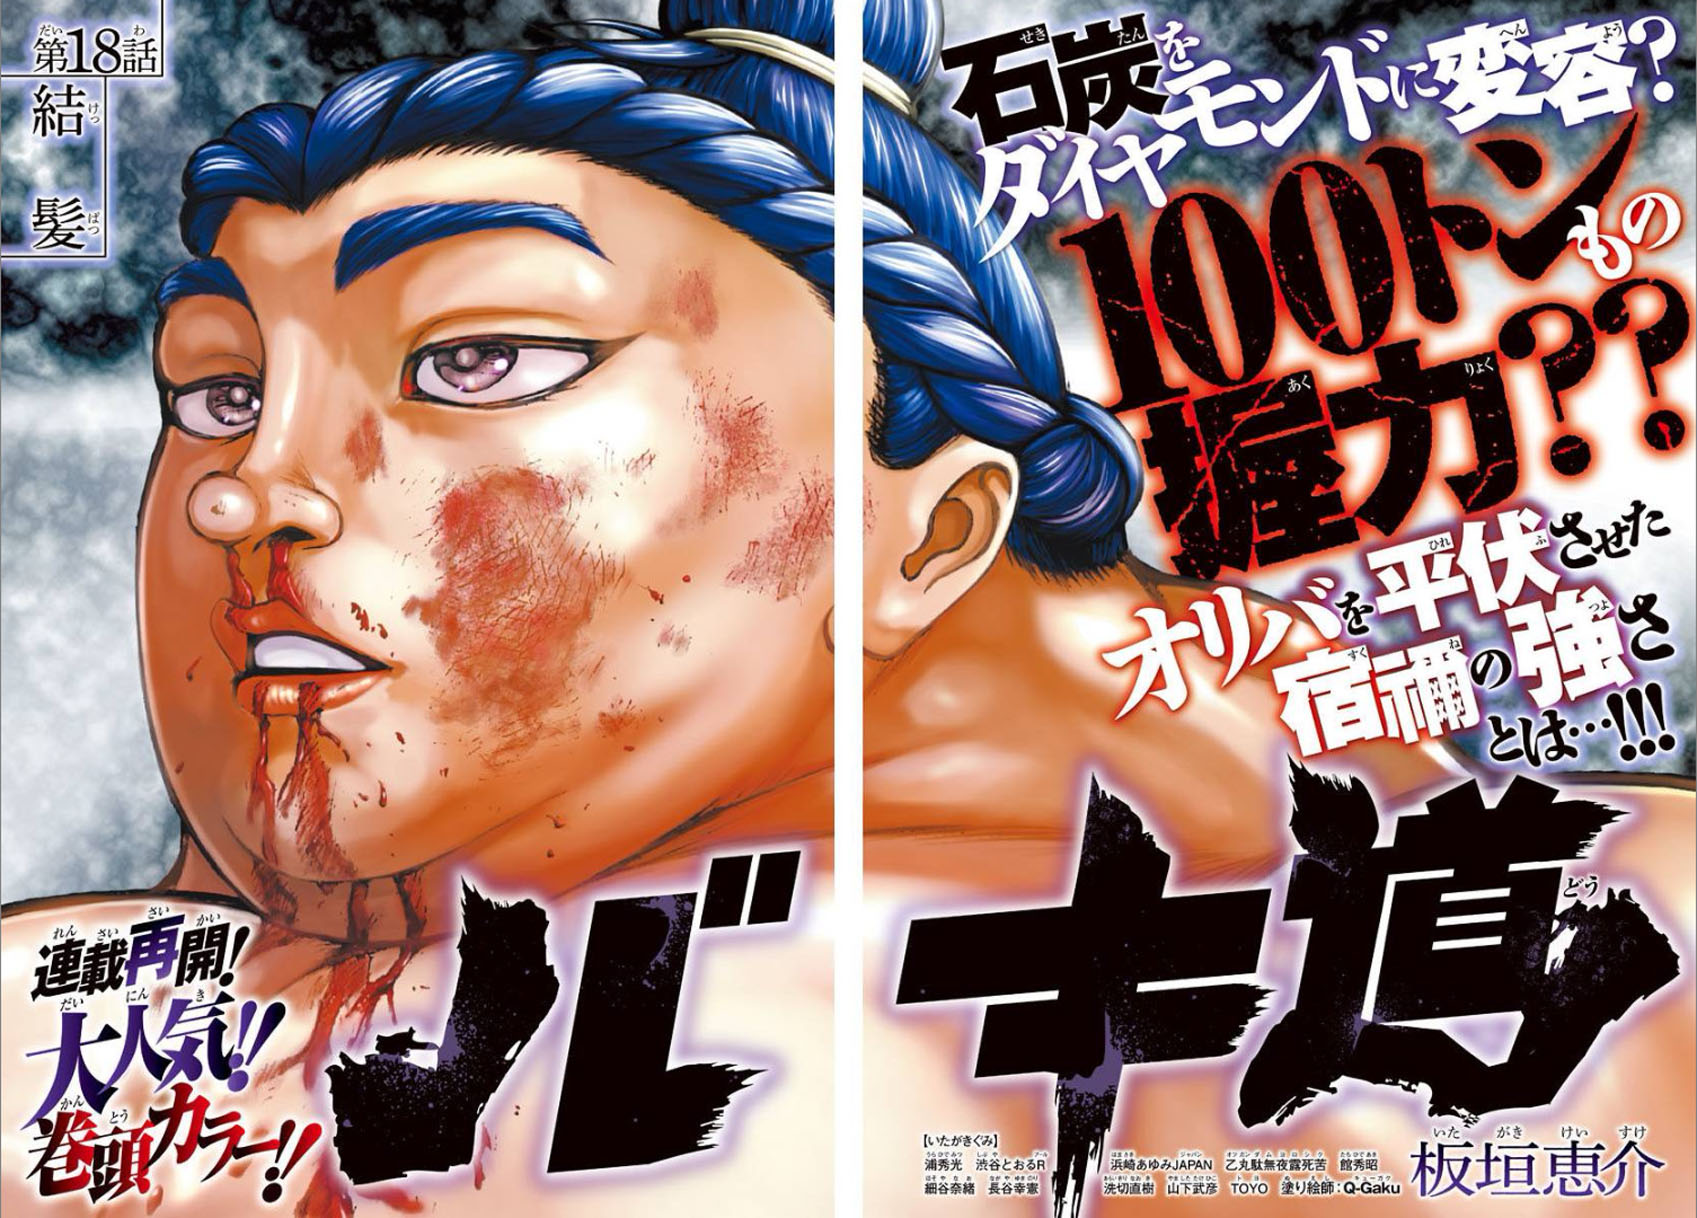 石炭を
ダイヤモンドに変容?
100トンもの
握力??
オリバを平伏させた
宿禰の強さ
とは…!!!
バキ道
板垣恵介
【いたがきぐみ】
浦秀光 渋谷とおるR 浜崎あゆみJAPAN 乙丸駄無夜露死苦 館秀昭
細谷奈緒 長谷幸憲 洗切直樹 山下武彦 TOYO 塗り絵師:Q-Gaku
第18話
結髪
連載再開!
大人気!!
巻頭カラー!!